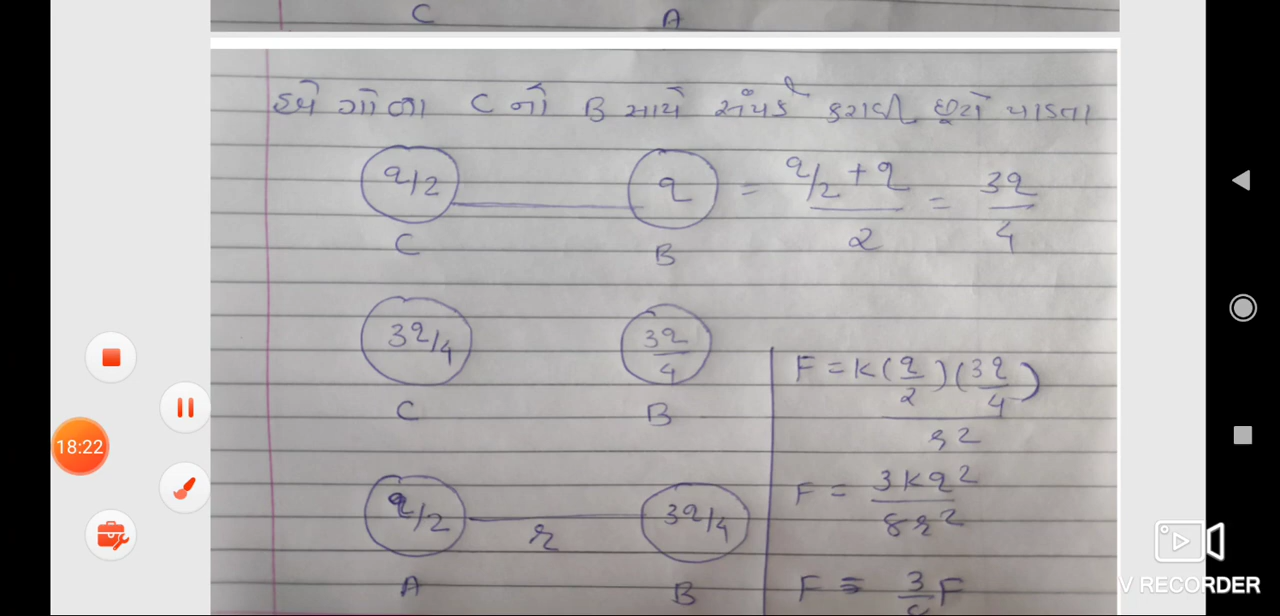 C A
હવે ગોળા C ને B સાથે સંપર્ક કરાવી છૂટો પાડતા
q/2 q = q/2 + q / 2 = 3q / 4
C B
3q/4 3q/4
C B
F = K(q/2)(3q/4) / r2
q/2 r 3q/4
F = 3Kq2 / 8r2
A B
F = 3/ F
18:22
V RECORDER